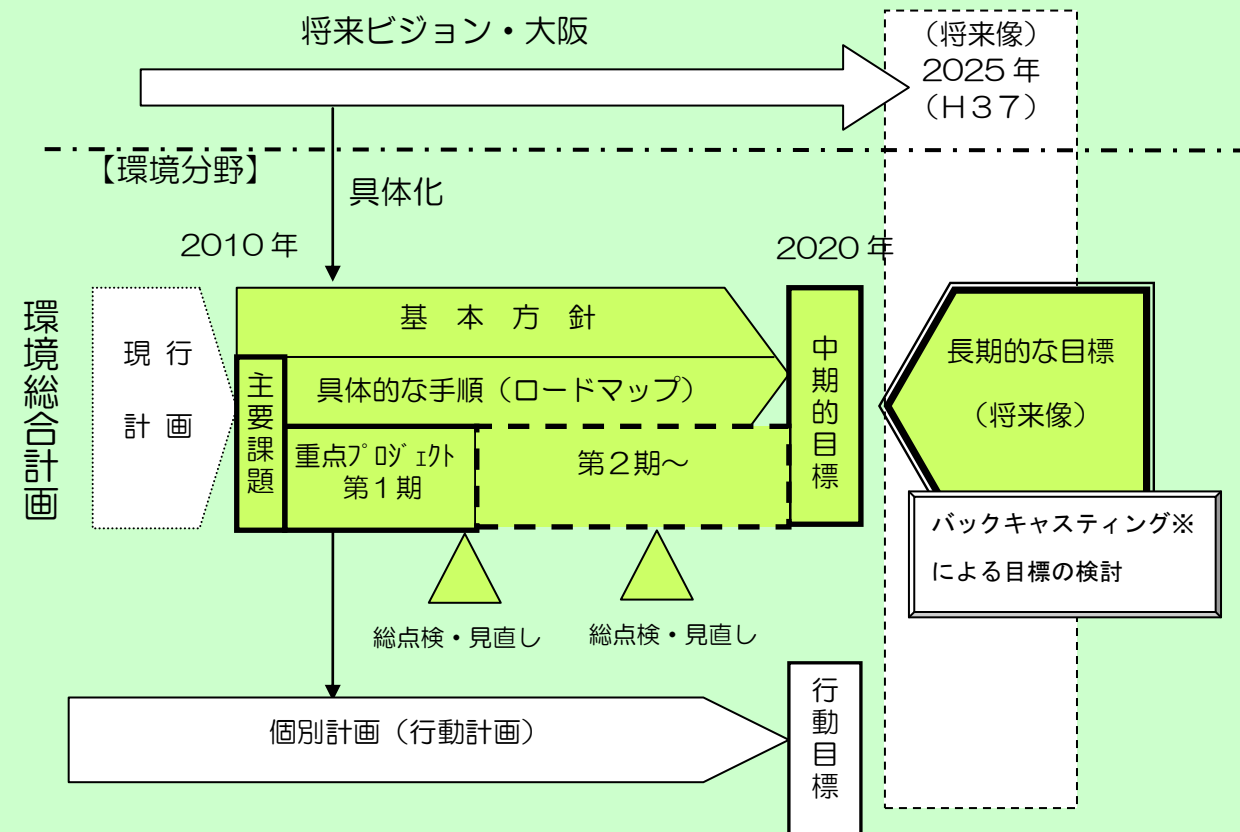 将来ビジョン・大阪
（将来像）
2025年
（H37）
【環境分野】
具体化
2010年
2020年
環境総合計画
現 行
計 画
基 本 方 針
主要課題
具体的な手順（ロードマップ）
重点ﾌﾟﾛｼﾞｪｸﾄ
第１期
第２期～
中期的目標
長期的な目標
（将来像）
バックキャスティング※
による目標の検討
総点検・見直し
総点検・見直し
個別計画（行動計画）
行動目標